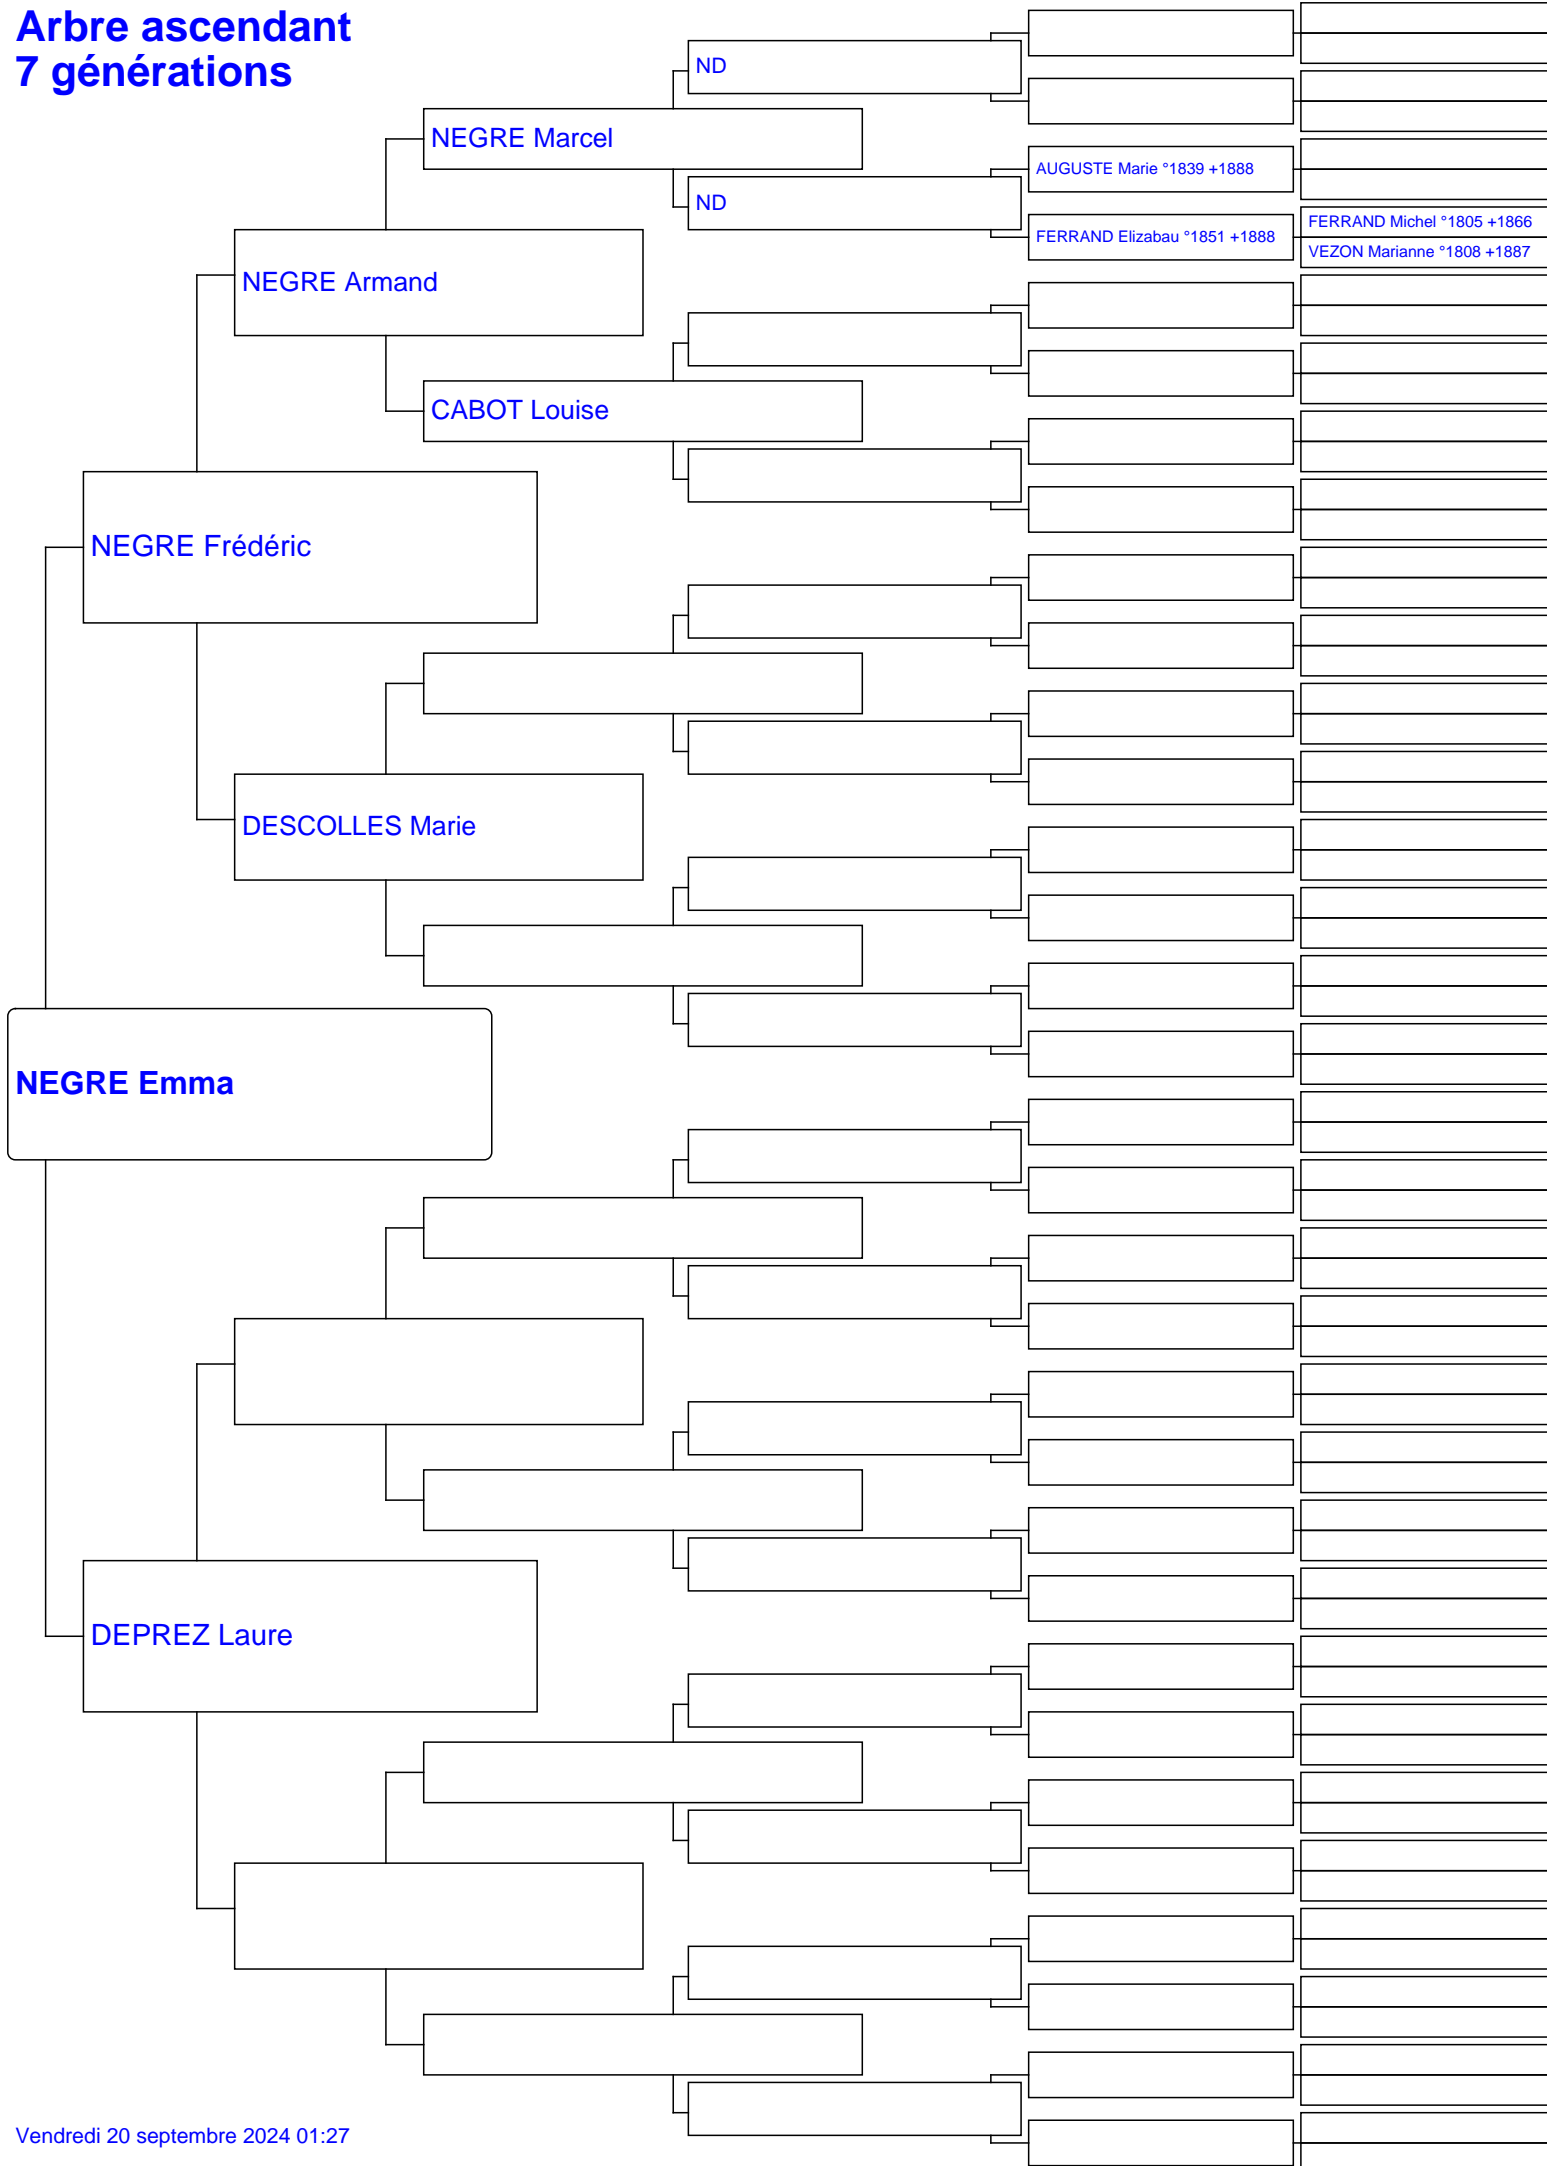 Arbre ascendant
7 générations
ND
NEGRE Marcel
AUGUSTE Marie °1839 +1888
ND
FERRAND Michel °1805 +1866
FERRAND Elizabau °1851 +1888
VEZON Marianne °1808 +1887
NEGRE Armand
CABOT Louise
NEGRE Frédéric
DESCOLLES Marie
NEGRE Emma
DEPREZ Laure
Vendredi 20 septembre 2024 01:27